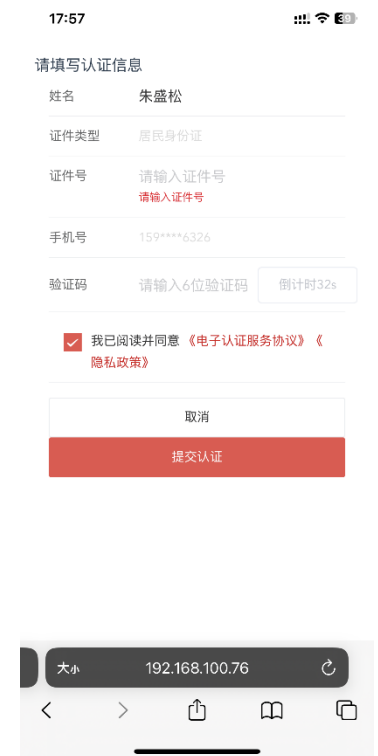 17:57
39
请填写认证信息
姓名 朱盛松
证件类型 居民身份证
证件号 请输入证件号
请输入证件号
手机号 159****6326
验证码 请输入6位验证码 倒计时32s
我已阅读并同意 《电子认证服务协议》《
隐私政策》
取消
提交认证
大小 192.168.100.76